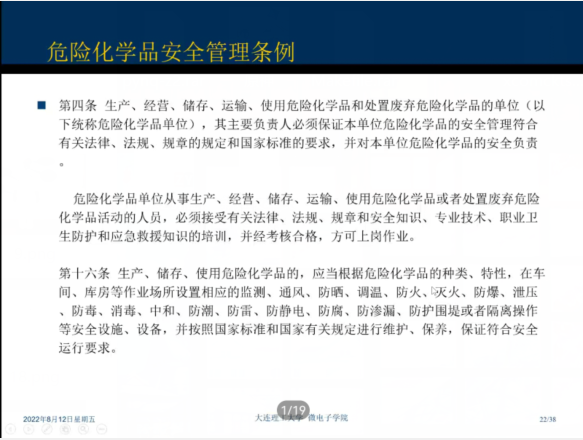 危险化学品安全管理条例
第四条 生产、经营、储存、运输、使用危险化学品和处置废弃危险化学品的单位（以
下统称危险化学品单位），其主要负责人必须保证本单位危险化学品的安全管理符合
有关法律、法规、规章的规定和国家标准的要求，并对本单位危险化学品的安全负责
。
危险化学品单位从事生产、经营、储存、运输、使用危险化学品或者处置废弃危险
化学品活动的人员，必须接受有关法律、法规、规章和安全知识、专业技术、职业卫
生防护和应急救援知识的培训，并经考核合格，方可上岗作业。
第十六条 生产、储存、使用危险化学品的，应当根据危险化学品的种类、特性，在车
间、库房等作业场所设置相应的监测、通风、防晒、调温、防火、灭火、防爆、泄压
、防毒、消毒、中和、防潮、防雷、防静电、防腐、防渗漏、防护围堤或者隔离操作
等安全设施、设备，并按照国家标准和国家有关规定进行维护、保养，保证符合安全
运行要求。
2022年8月12日星期五
大连理工大学 微电子学院
1/19
22/38